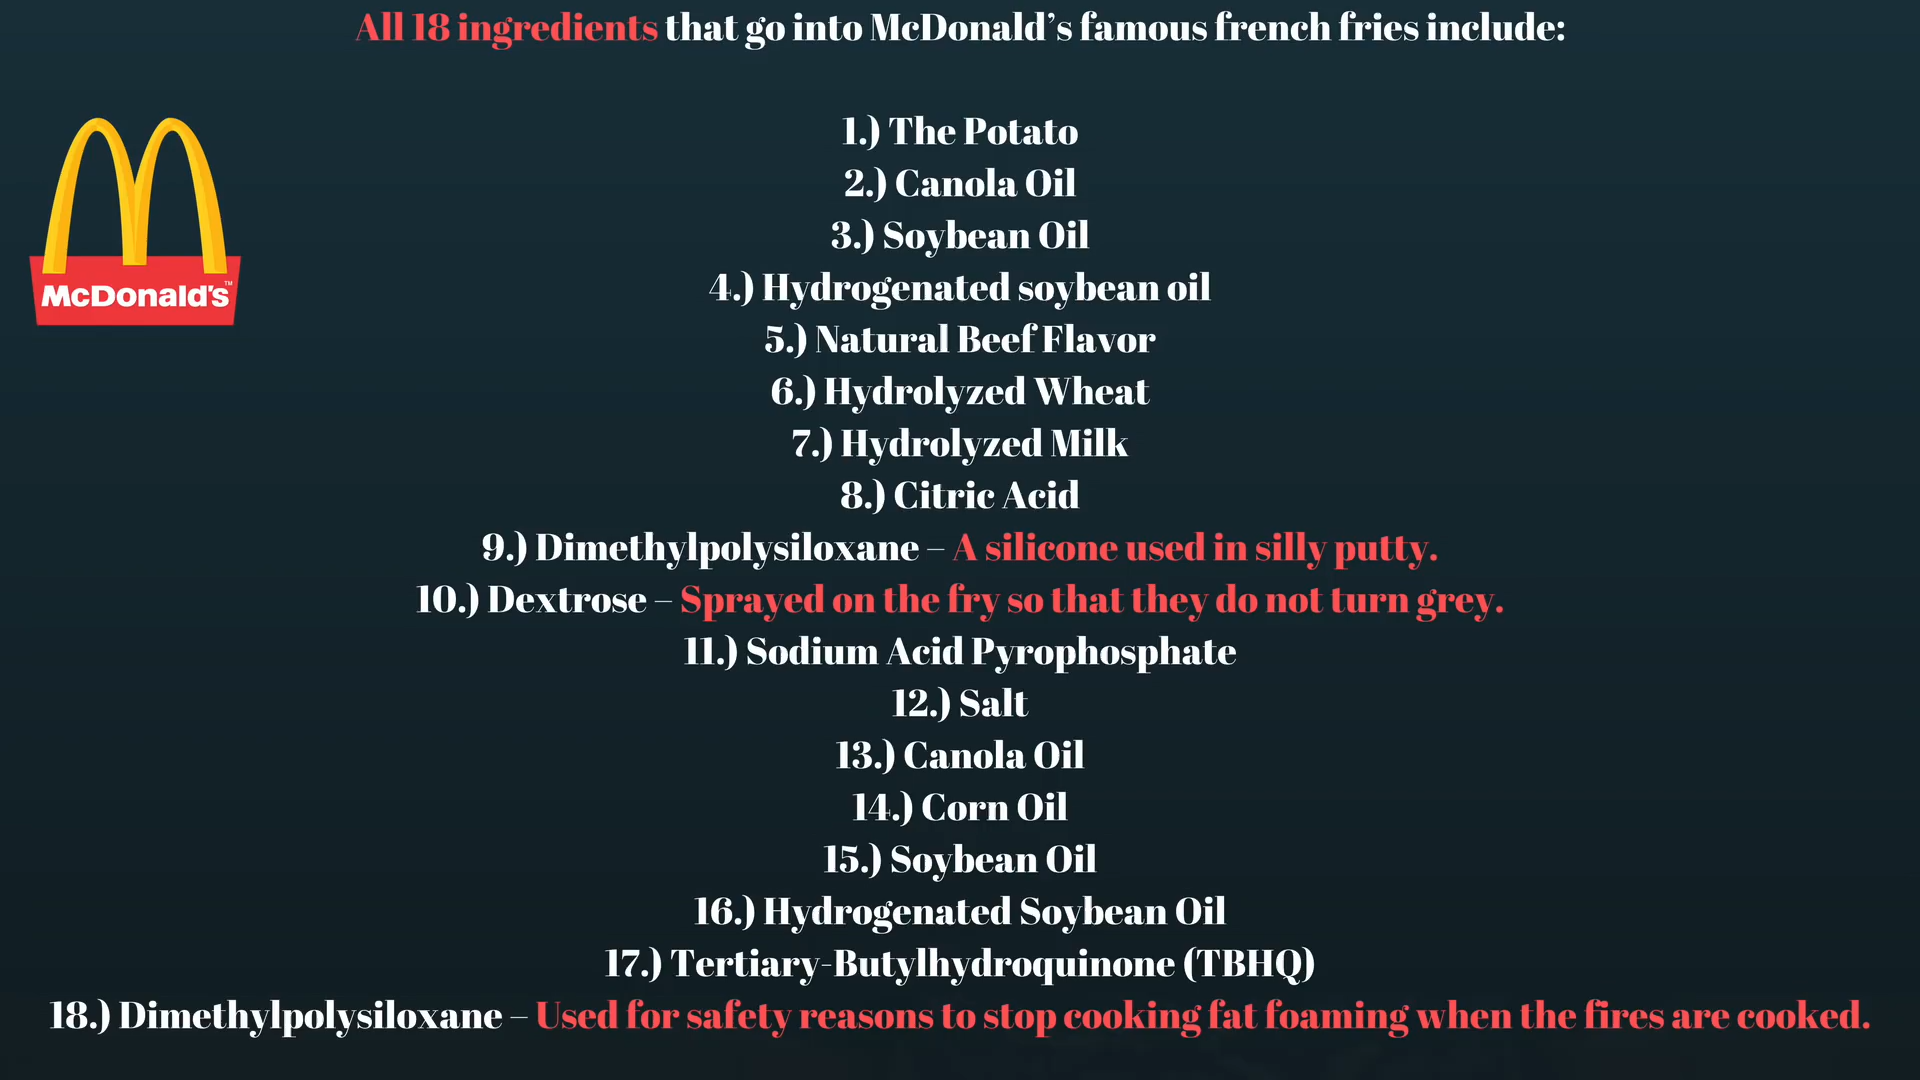 All 18 ingredients that go into McDonald’s famous french fries include:
McDonald's™
1.) The Potato
2.) Canola Oil
3.) Soybean Oil
4.) Hydrogenated soybean oil
5.) Natural Beef Flavor
6.) Hydrolyzed Wheat
7.) Hydrolyzed Milk
8.) Citric Acid
9.) Dimethylpolysiloxane – A silicone used in silly putty.
10.) Dextrose – Sprayed on the fry so that they do not turn grey.
11.) Sodium Acid Pyrophosphate
12.) Salt
13.) Canola Oil
14.) Corn Oil
15.) Soybean Oil
16.) Hydrogenated Soybean Oil
17.) Tertiary-Butylhydroquinone (TBHQ)
18.) Dimethylpolysiloxane – Used for safety reasons to stop cooking fat foaming when the fires are cooked.